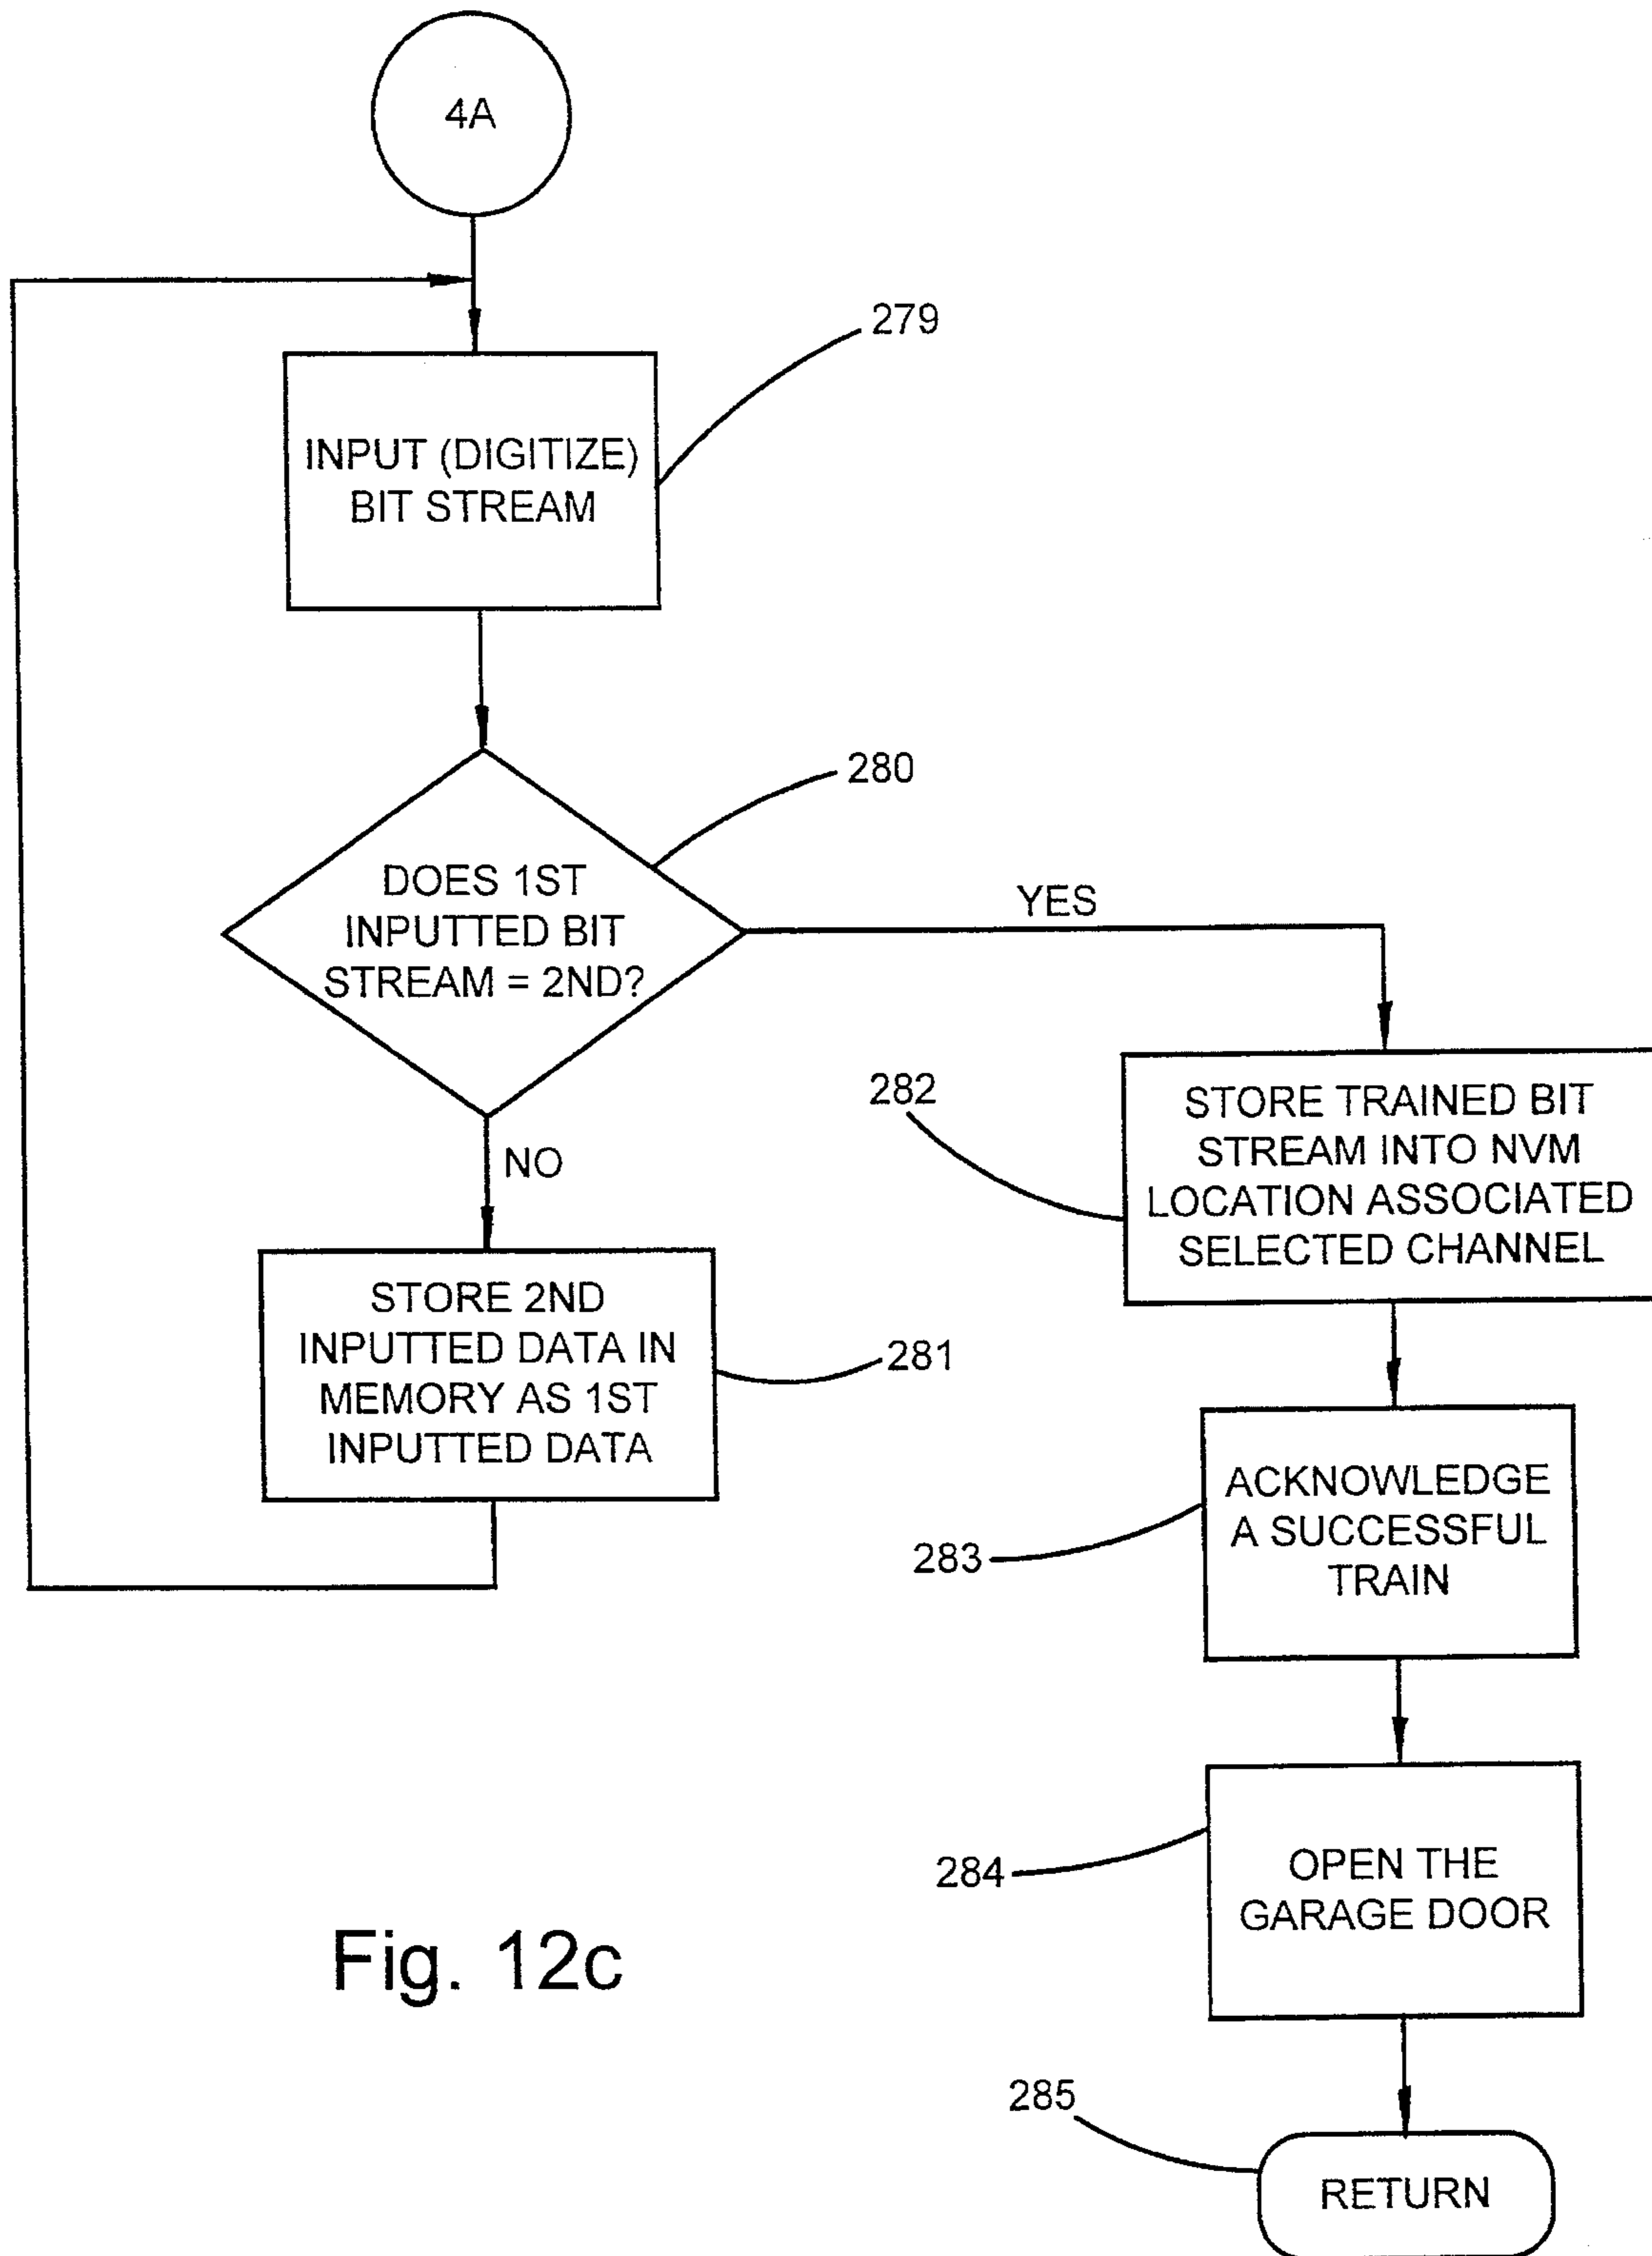 4A
279
INPUT (DIGITIZE)
BIT STREAM
280
DOES 1ST
INPUTTED BIT
STREAM = 2ND?
YES
NO
281
STORE 2ND
INPUTTED DATA IN
MEMORY AS 1ST
INPUTTED DATA
282
STORE TRAINED BIT
STREAM INTO NVM
LOCATION ASSOCIATED
SELECTED CHANNEL
283
ACKNOWLEDGE
A SUCCESSFUL
TRAIN
284
OPEN THE
GARAGE DOOR
285
RETURN
Fig. 12c